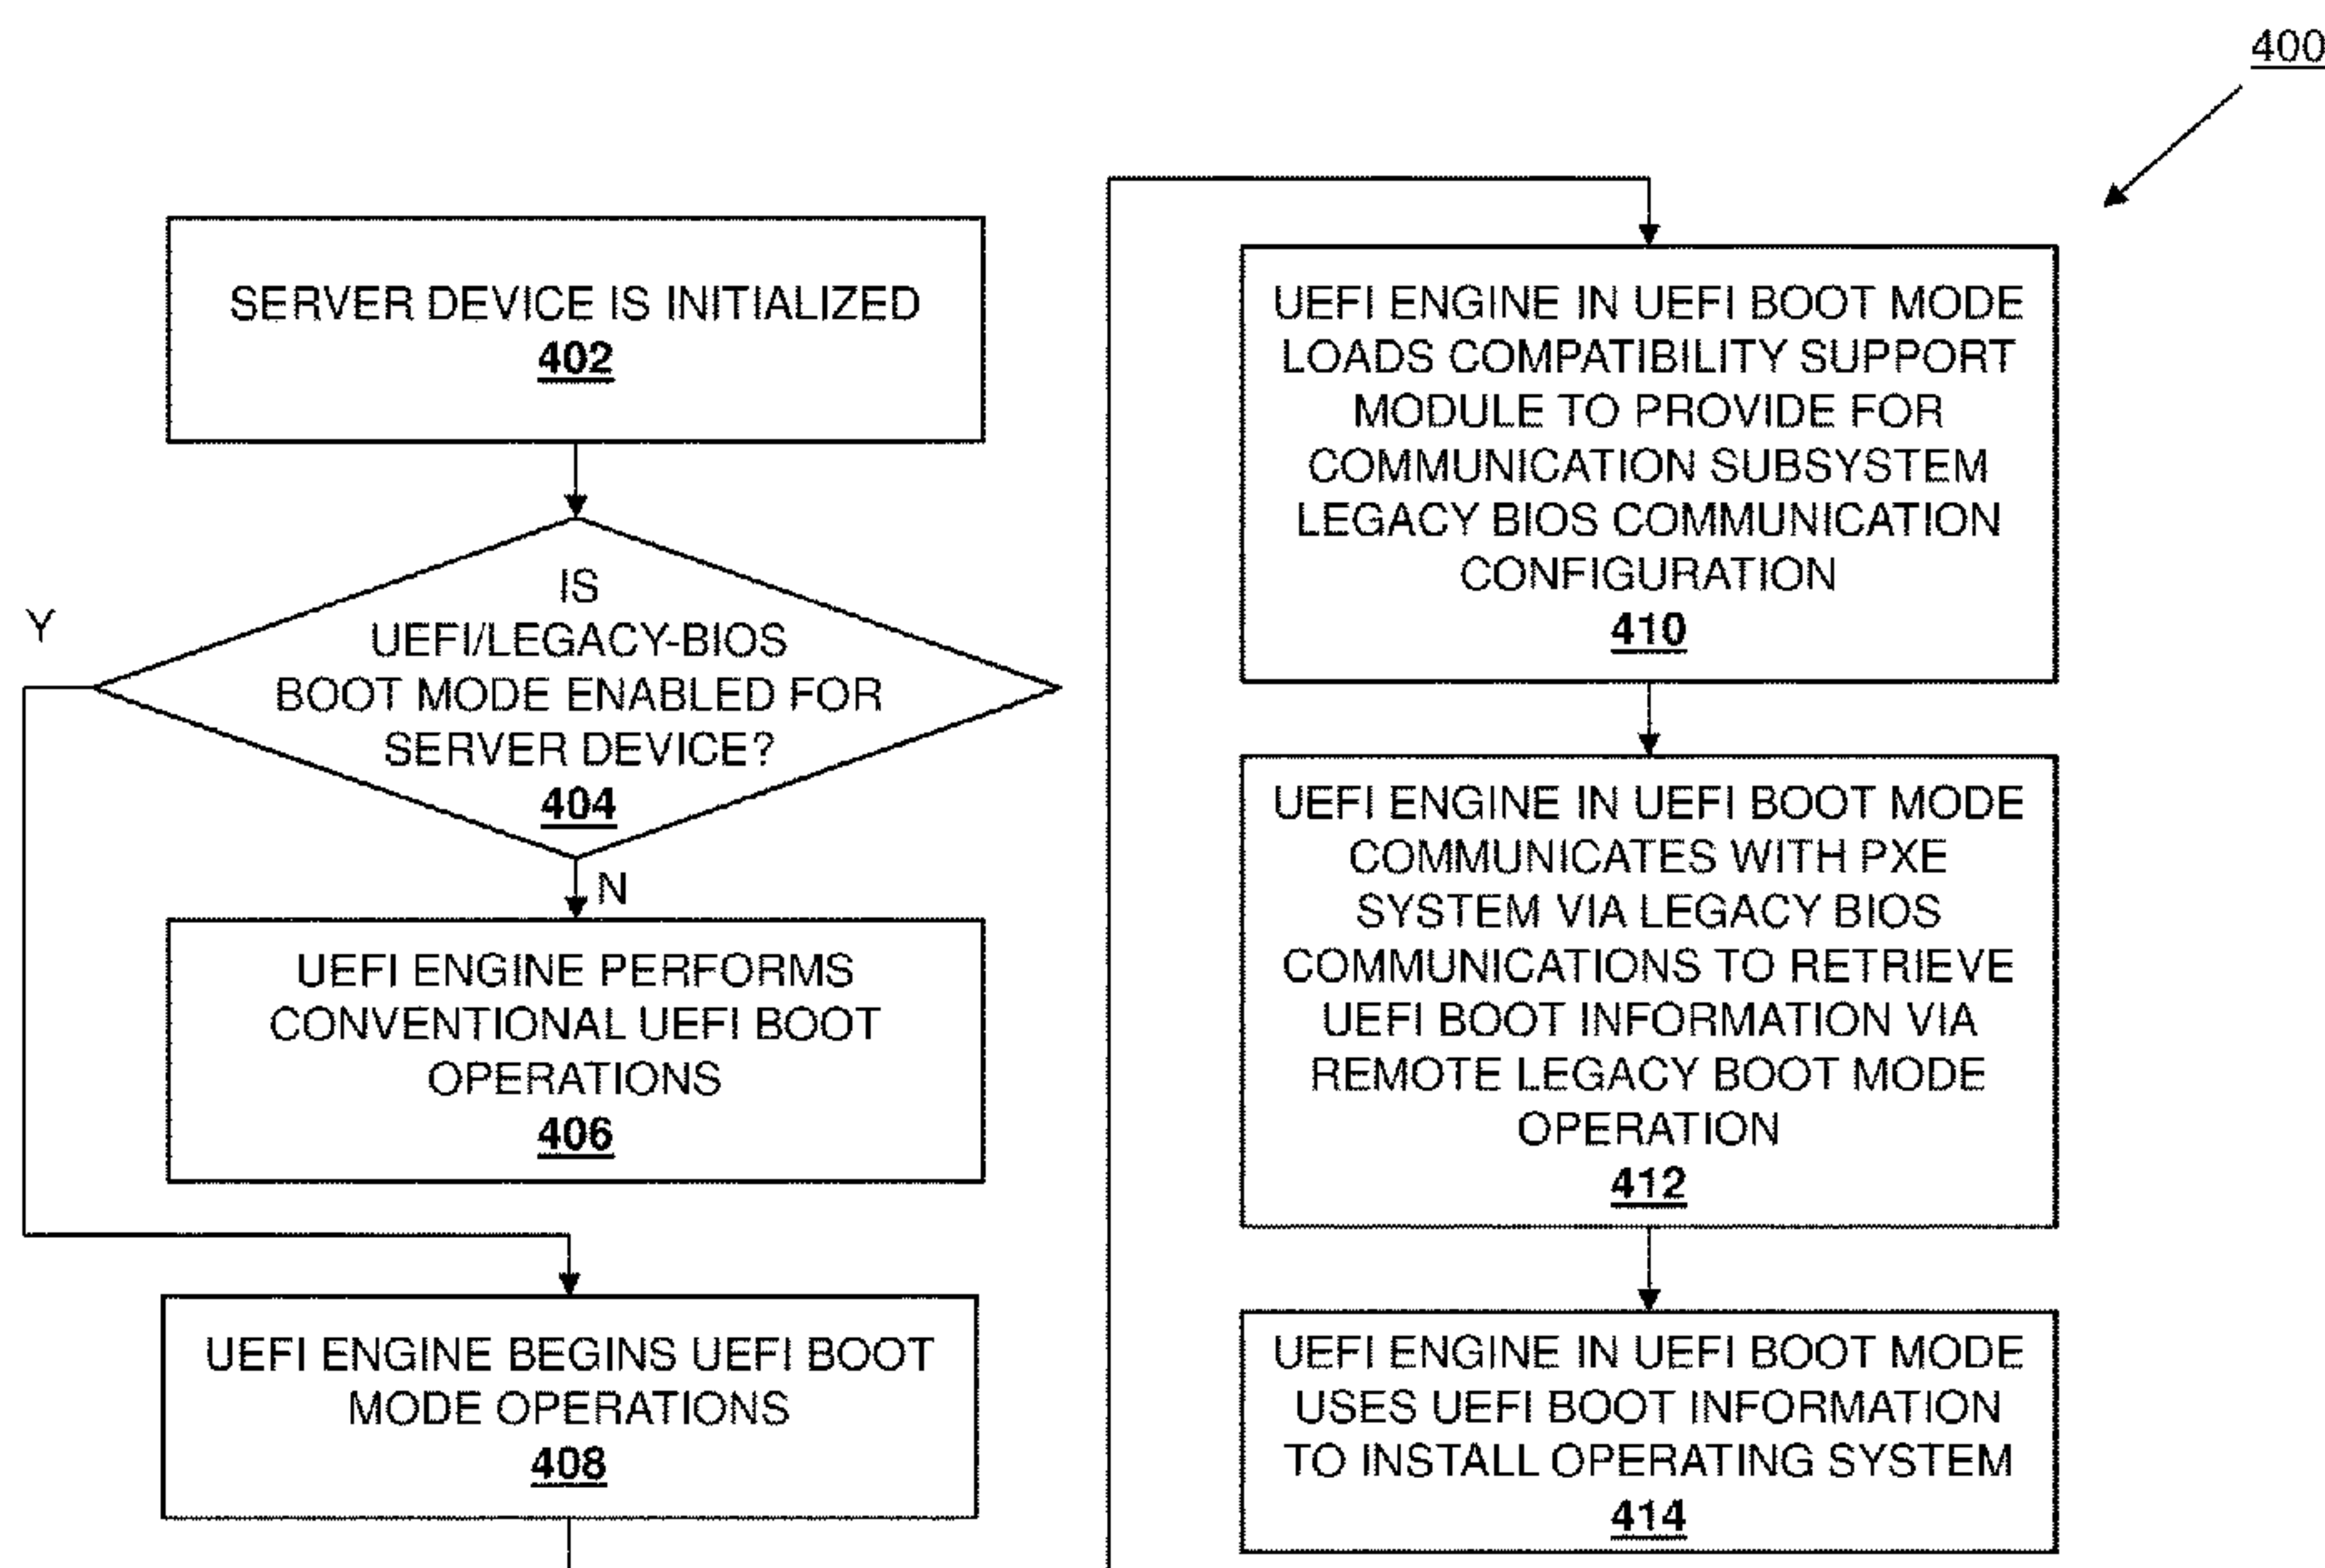 400
SERVER DEVICE IS INITIALIZED
402
IS
UEFI/LEGACY-BIOS
BOOT MODE ENABLED FOR
SERVER DEVICE?
404
Y
N
UEFI ENGINE PERFORMS
CONVENTIONAL UEFI BOOT
OPERATIONS
406
UEFI ENGINE BEGINS UEFI BOOT
MODE OPERATIONS
408
UEFI ENGINE IN UEFI BOOT MODE
LOADS COMPATIBILITY SUPPORT
MODULE TO PROVIDE FOR
COMMUNICATION SUBSYSTEM
LEGACY BIOS COMMUNICATION
CONFIGURATION
410
UEFI ENGINE IN UEFI BOOT MODE
COMMUNICATES WITH PXE
SYSTEM VIA LEGACY BIOS
COMMUNICATIONS TO RETRIEVE
UEFI BOOT INFORMATION VIA
REMOTE LEGACY BOOT MODE
OPERATION
412
UEFI ENGINE IN UEFI BOOT MODE
USES UEFI BOOT INFORMATION
TO INSTALL OPERATING SYSTEM
414